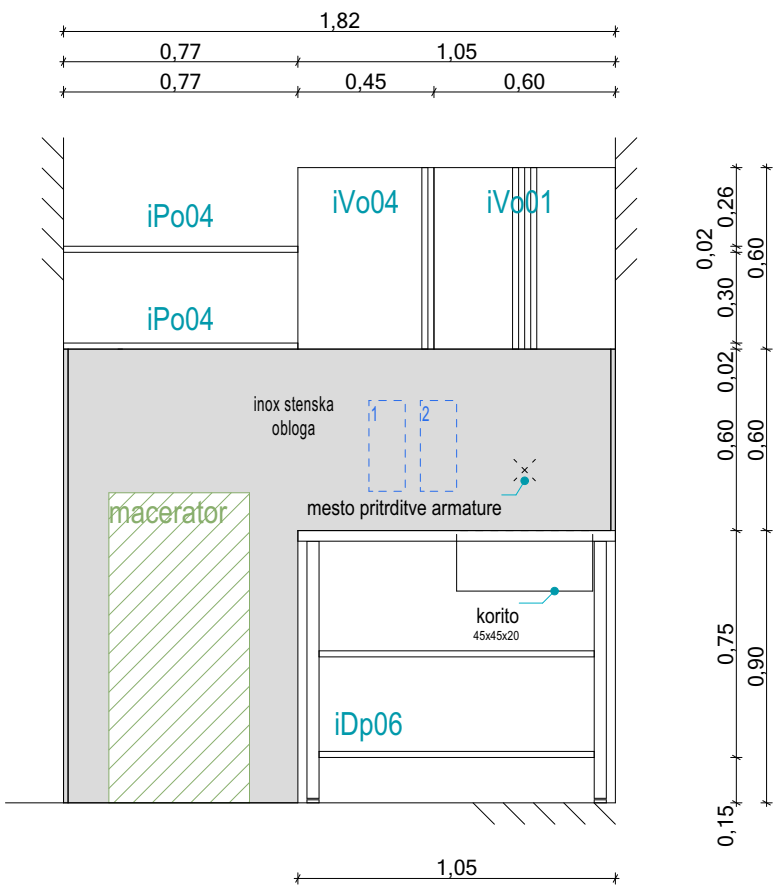 1,82
0,77 1,05
0,77 0,45 0,60
iPo04 iVo04 iVo01
iPo04
0,26
0,02
0,60
0,30
0,02
inox stenska
obloga
1 2
0,60 0,60
macerator
mesto pritrditve armature
korito
45x45x20
0,75 0,90
iDp06
0,15
1,05